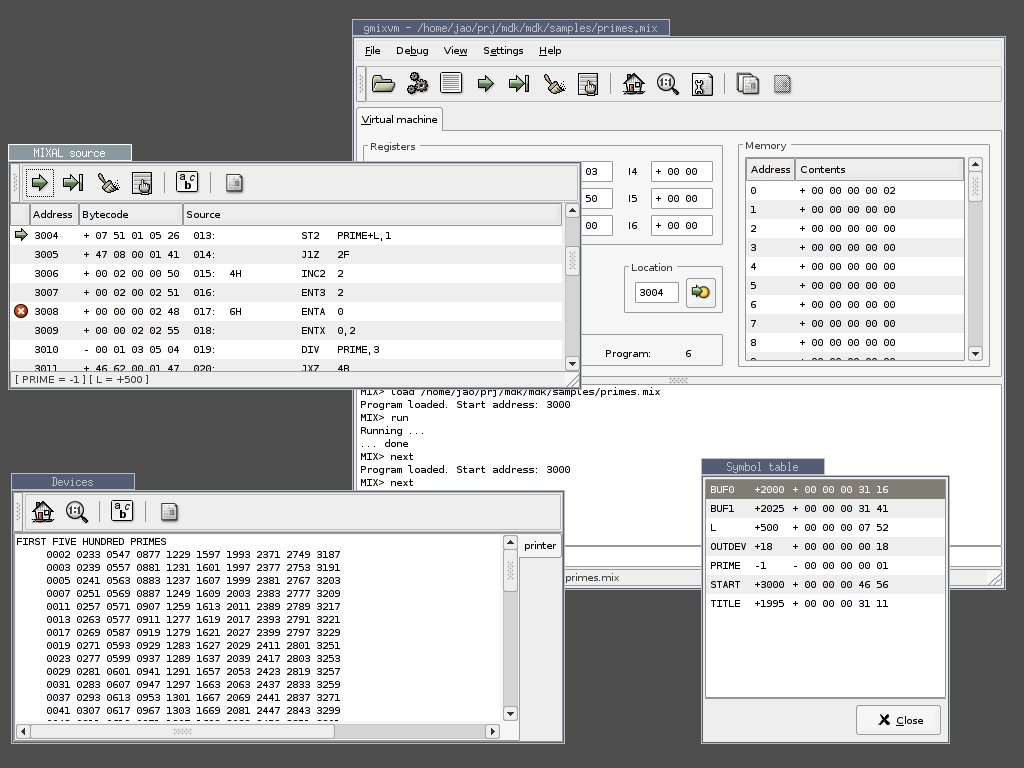 gmixvm - /home/jao/prj/mdk/mdk/samples/primes.mix
File Debug View Settings Help
Virtual machine
Registers
03 I4 + 00 00
50 I5 + 00 00
00 I6 + 00 00
Location
3004
Program: 6
Memory
Address Contents
0 + 00 00 00 00 02
1 + 00 00 00 00 00
2 + 00 00 00 00 00
3 + 00 00 00 00 00
4 + 00 00 00 00 00
5 + 00 00 00 00 00
6 + 00 00 00 00 00
7 + 00 00 00 00 00
8 + 00 00 00 00 00
MIXAL source
Address Bytecode Source
3004 + 07 51 01 05 26 013: ST2 PRIME+L,1
3005 + 47 08 00 01 41 014: J1Z 2F
3006 + 00 02 00 00 50 015: 4H INC2 2
3007 + 00 02 00 02 51 016: ENT3 2
3008 + 00 00 00 02 48 017: 6H ENTA 0
3009 + 00 00 02 02 55 018: ENTX 0,2
3010 - 00 01 03 05 04 019: DIV PRIME,3
3011 + 46 62 00 01 47 020: JXZ 4B
[ PRIME = -1 ] [ L = +500 ]
MIX> load /home/jao/prj/mdk/mdk/samples/primes.mix
Program loaded. Start address: 3000
MIX> run
Running ...
... done
MIX> next
Program loaded. Start address: 3000
MIX> next
primes.mix
Devices
printer
FIRST FIVE HUNDRED PRIMES
0002 0233 0547 0877 1229 1597 1993 2371 2749 3187
0003 0239 0557 0881 1231 1601 1997 2377 2753 3191
0005 0241 0563 0883 1237 1607 1999 2381 2767 3203
0007 0251 0569 0887 1249 1609 2003 2383 2777 3209
0011 0257 0571 0907 1259 1613 2011 2389 2789 3217
0013 0263 0577 0911 1277 1619 2017 2393 2791 3221
0017 0269 0587 0919 1279 1621 2027 2399 2797 3229
0019 0271 0593 0929 1283 1627 2029 2411 2801 3251
0023 0277 0599 0937 1289 1637 2039 2417 2803 3253
0029 0281 0601 0941 1291 1657 2053 2423 2819 3257
0031 0283 0607 0947 1297 1663 2063 2437 2833 3259
0037 0293 0613 0953 1301 1667 2069 2441 2837 3271
0041 0307 0617 0967 1303 1669 2081 2447 2843 3299
Symbol table
BUF0 +2000 + 00 00 00 31 16
BUF1 +2025 + 00 00 00 31 41
L +500 + 00 00 00 07 52
OUTDEV +18 + 00 00 00 00 18
PRIME -1 - 00 00 00 00 01
START +3000 + 00 00 00 46 56
TITLE +1995 + 00 00 00 31 11
Close